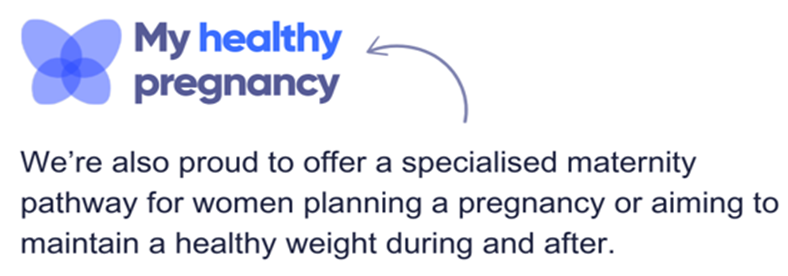 My healthy
pregnancy
We’re also proud to offer a specialised maternity
pathway for women planning a pregnancy or aiming to
maintain a healthy weight during and after.